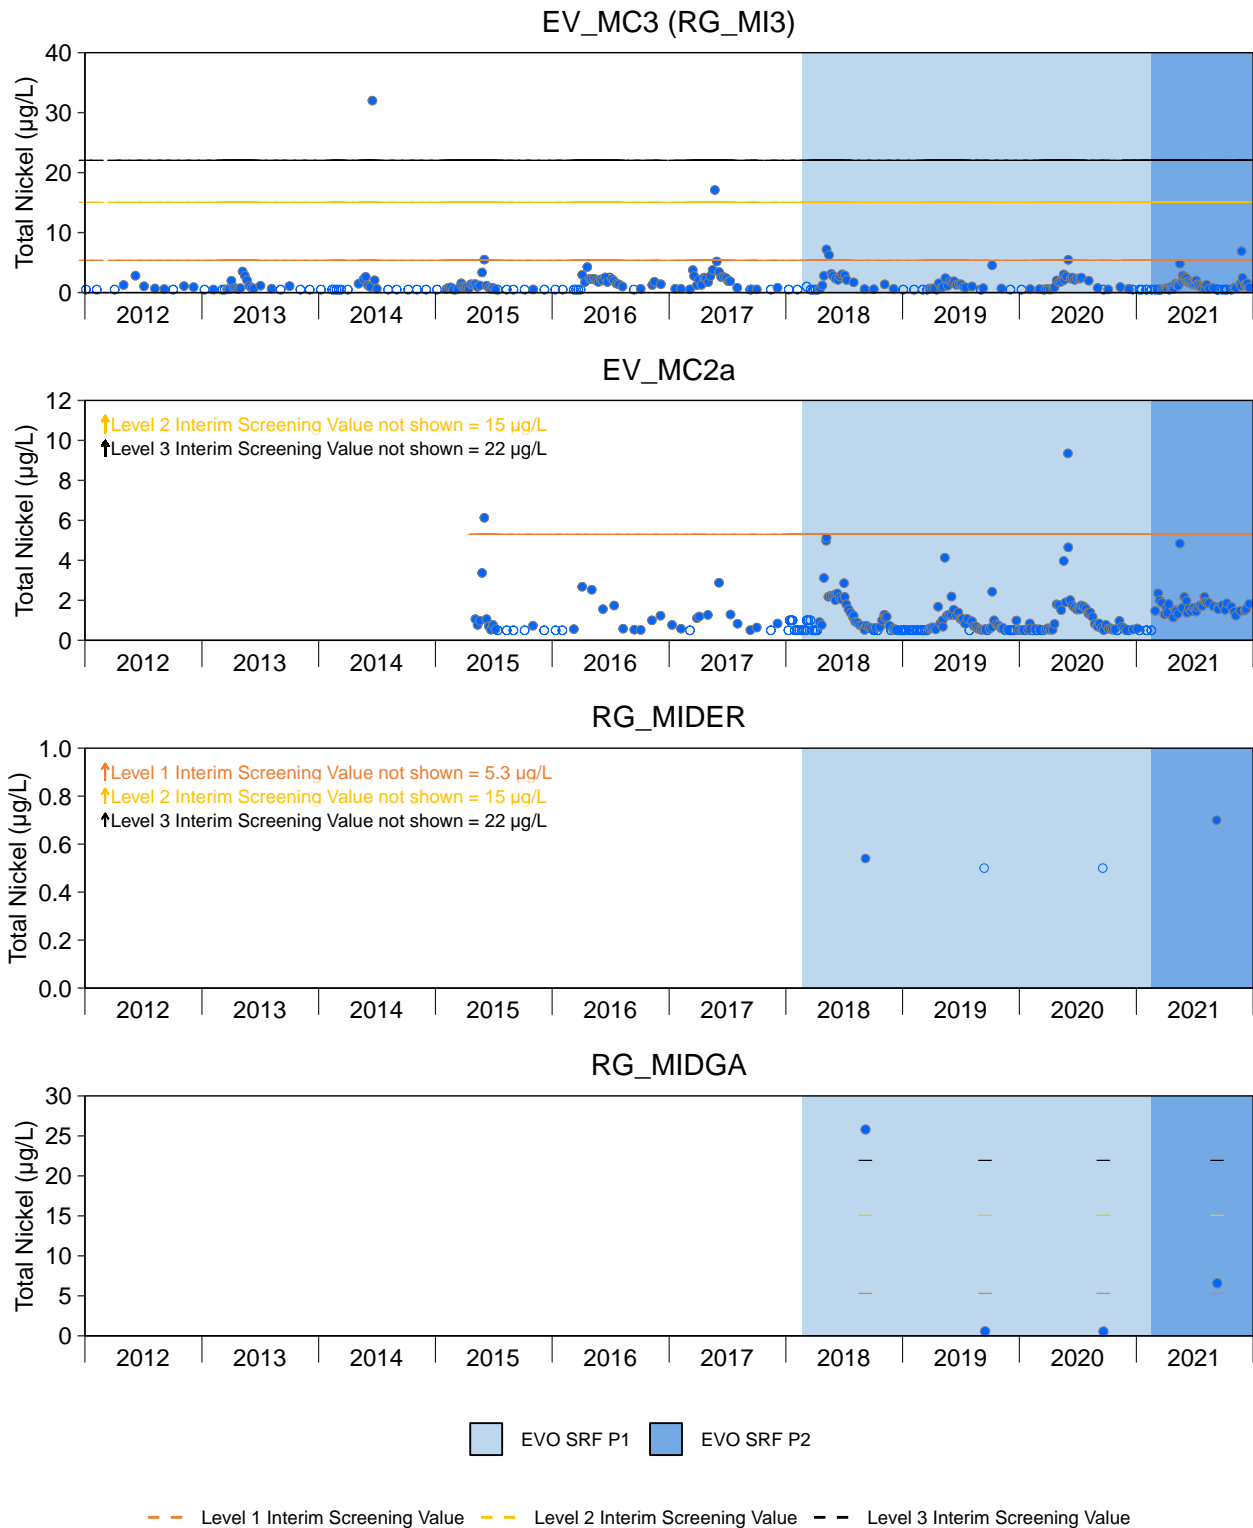 EV_MC3 (RG_MI3)
Total Nickel (µg/L)
40
30
20
10
0
2012 2013 2014 2015 2016 2017 2018 2019 2020 2021
EV_MC2a
Total Nickel (µg/L)
12
10
8
6
4
2
0
Level 2 Interim Screening Value not shown = 15 µg/L
Level 3 Interim Screening Value not shown = 22 µg/L
2012 2013 2014 2015 2016 2017 2018 2019 2020 2021
RG_MIDER
Total Nickel (µg/L)
1.0
0.8
0.6
0.4
0.2
0.0
Level 1 Interim Screening Value not shown = 5.3 µg/L
Level 2 Interim Screening Value not shown = 15 µg/L
Level 3 Interim Screening Value not shown = 22 µg/L
2012 2013 2014 2015 2016 2017 2018 2019 2020 2021
RG_MIDGA
Total Nickel (µg/L)
30
25
20
15
10
5
0
2012 2013 2014 2015 2016 2017 2018 2019 2020 2021
EVO SRF P1 EVO SRF P2
Level 1 Interim Screening Value Level 2 Interim Screening Value Level 3 Interim Screening Value